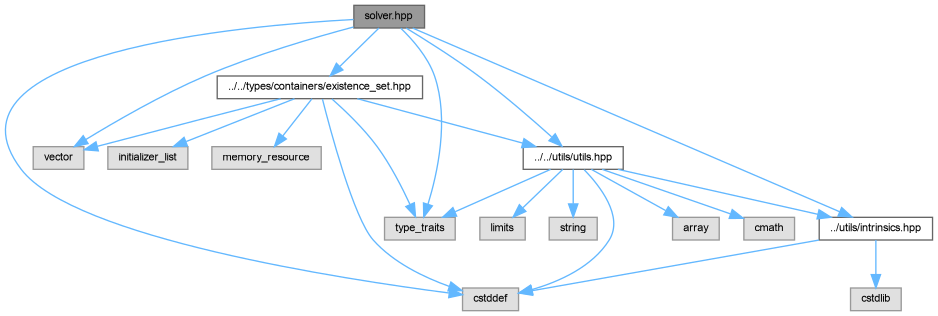 solver.hpp
../../types/containers/existence_set.hpp
vector
initializer_list
memory_resource
../../utils/utils.hpp
type_traits
limits
string
array
cmath
../utils/intrinsics.hpp
cstddef
cstdlib